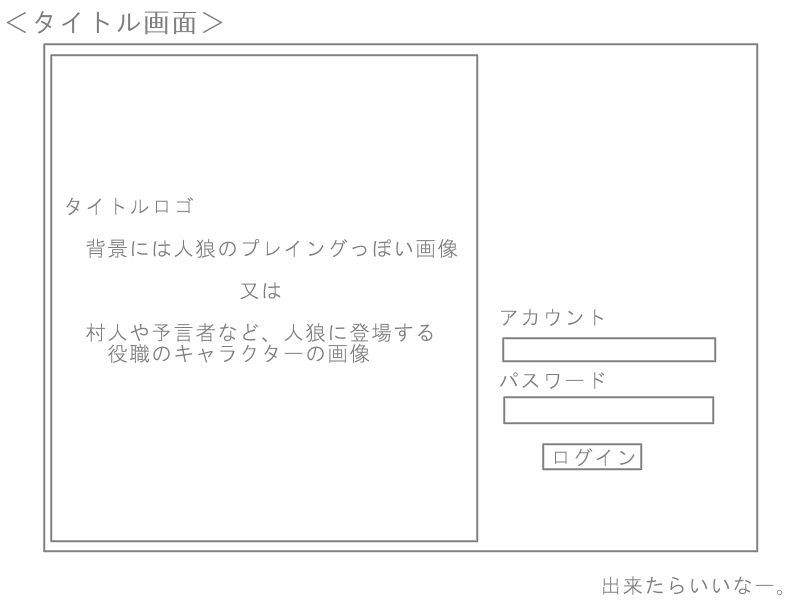 ＜タイトル画面＞
タイトルロゴ
背景には人狼のプレイングっぽい画像
又は
村人や予言者など、人狼に登場する
役職のキャラクターの画像
アカウント
パスワード
ログイン
出来たらいいなー。